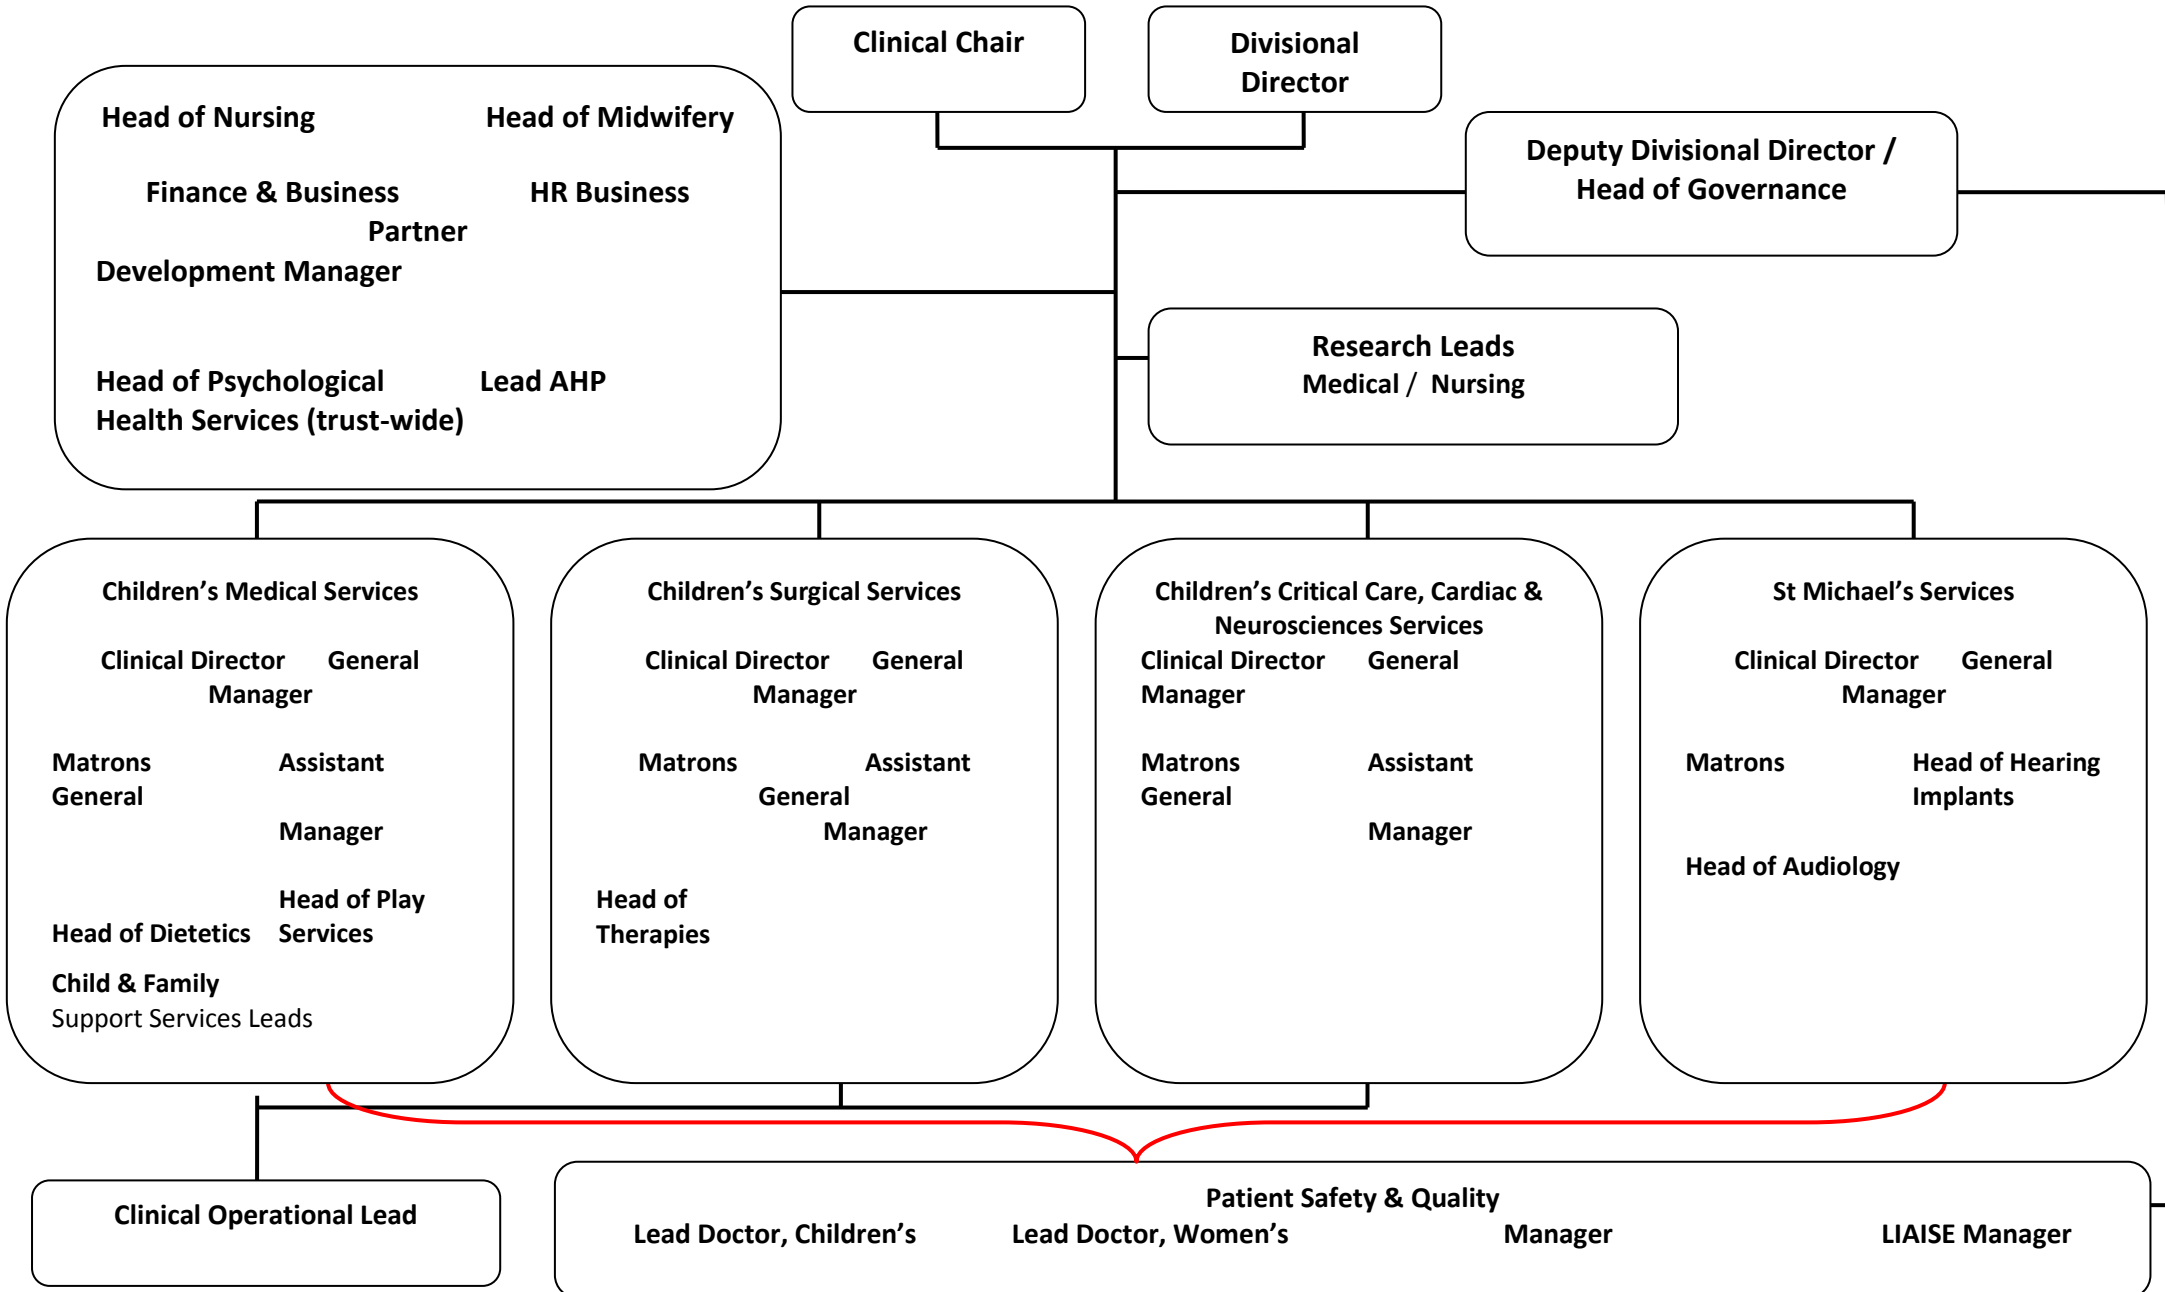 Clinical Chair
Divisional
Director
Head of Nursing Head of Midwifery
Finance & Business HR Business
Partner
Development Manager
Head of Psychological Lead AHP
Health Services (trust-wide)
Deputy Divisional Director /
Head of Governance
Research Leads
Medical / Nursing
Children’s Medical Services
Clinical Director General
Manager
Matrons Assistant
General
Manager
Head of Play
Head of Dietetics Services
Child & Family
Support Services Leads
Children’s Surgical Services
Clinical Director General
Manager
Matrons Assistant
General
Manager
Head of
Therapies
Children’s Critical Care, Cardiac &
Neurosciences Services
Clinical Director General
Manager
Matrons Assistant
General
Manager
St Michael’s Services
Clinical Director General
Manager
Matrons Head of Hearing
Implants
Head of Audiology
Clinical Operational Lead
Patient Safety & Quality
Lead Doctor, Children’s Lead Doctor, Women’s Manager LIAISE Manager